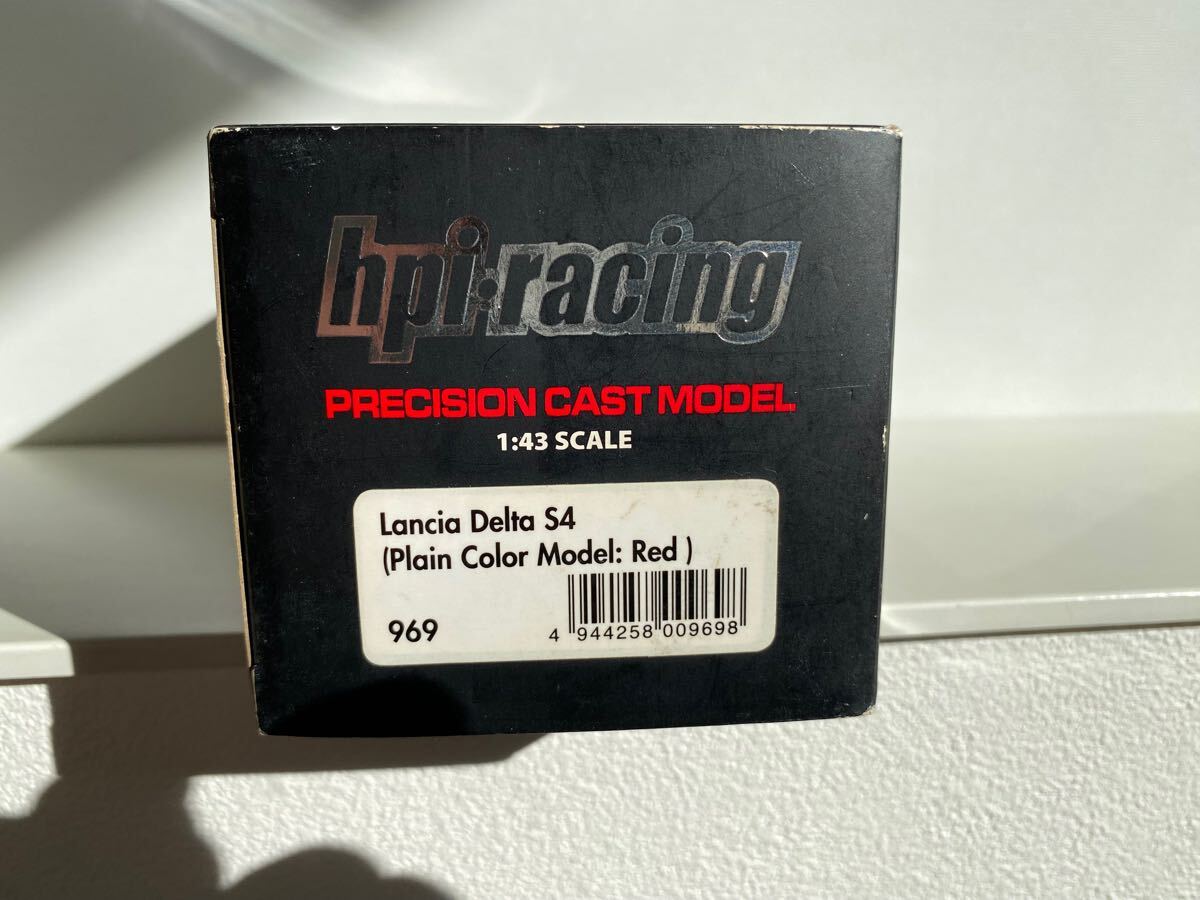 hpi·racing
PRECISION CAST MODEL
1:43 SCALE
Lancia Delta S4
(Plain Color Model: Red )
969
4 944258 009698